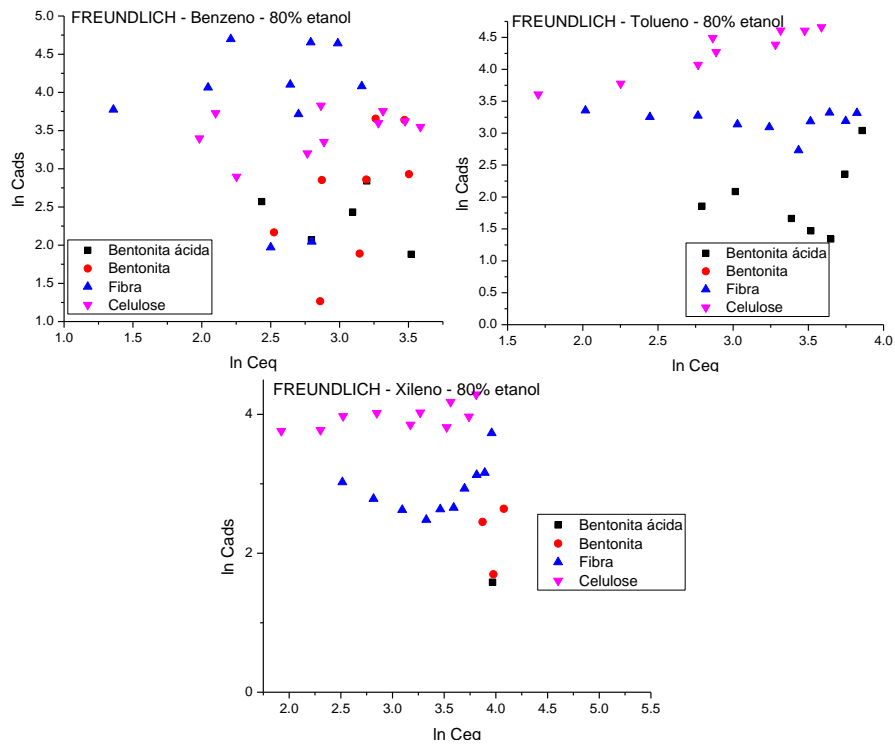 FREUNDLICH - Benzeno - 80% etanol
5.0
4.5
4.0
3.5
3.0
2.5
2.0
1.5
1.0
ln Cads
Bentonita ácida
Bentonita
Fibra
Celulose
1.0 1.5 2.0 2.5 3.0 3.5
ln Ceq
FREUNDLICH - Tolueno - 80% etanol
4.5
4.0
3.5
3.0
2.5
2.0
1.5
1.0
0.5
0.0
ln Cads
Bentonita ácida
Bentonita
Fibra
Celulose
1.5 2.0 2.5 3.0 3.5 4.0
ln Ceq
FREUNDLICH - Xileno - 80% etanol
4
2
0
ln Cads
Bentonita ácida
Bentonita
Fibra
Celulose
2.0 2.5 3.0 3.5 4.0 4.5 5.0 5.5
ln Ceq